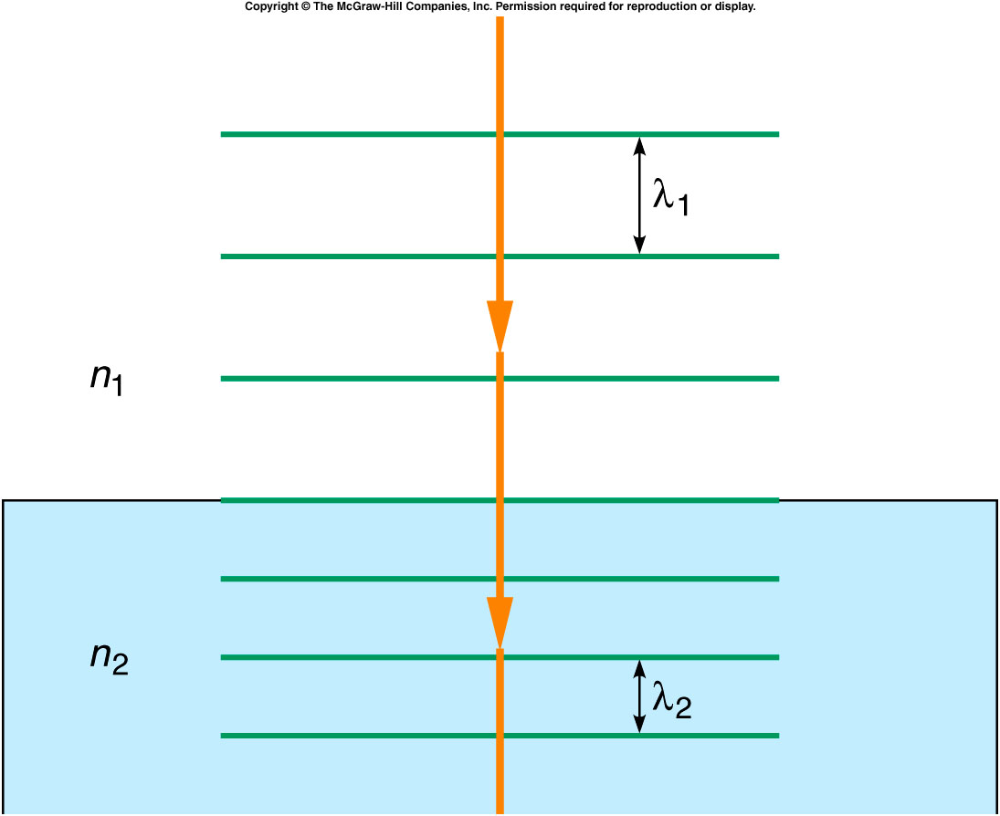 Copyright © The McGraw-Hill Companies, Inc. Permission required for reproduction or display.
λ1
n1
n2
λ2